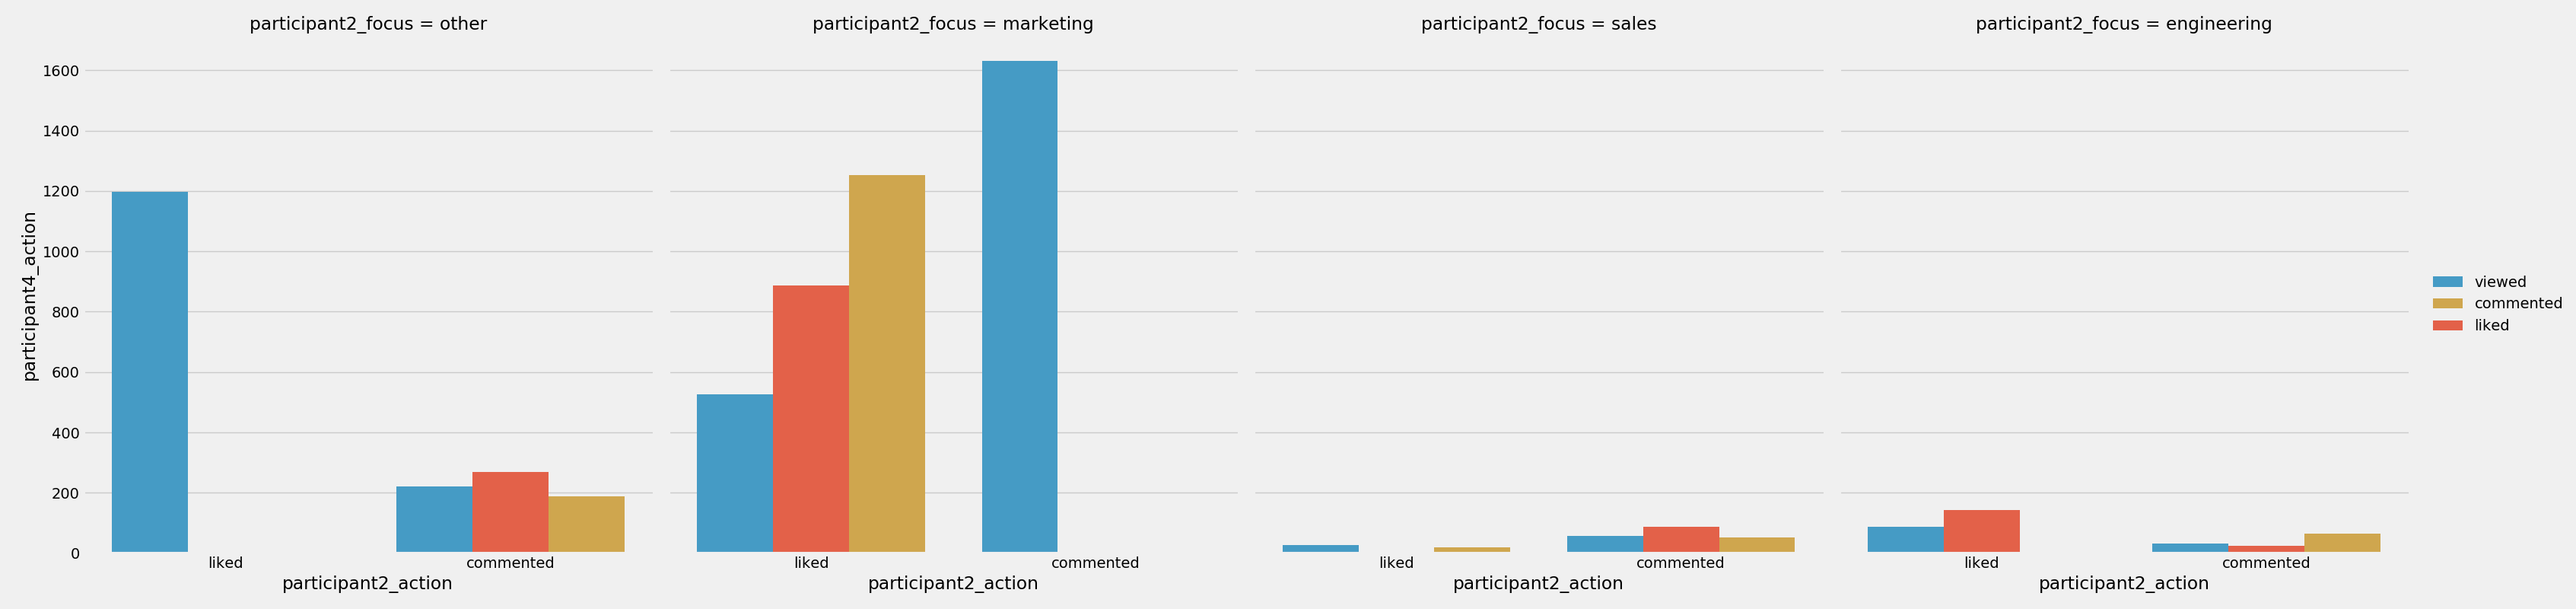 participant2_focus = other
participant2_focus = marketing
participant2_focus = sales
participant2_focus = engineering
participant4_action
1600
1400
1200
1000
800
600
400
200
0
liked
commented
liked
commented
liked
commented
liked
commented
participant2_action
participant2_action
participant2_action
participant2_action
viewed
commented
liked